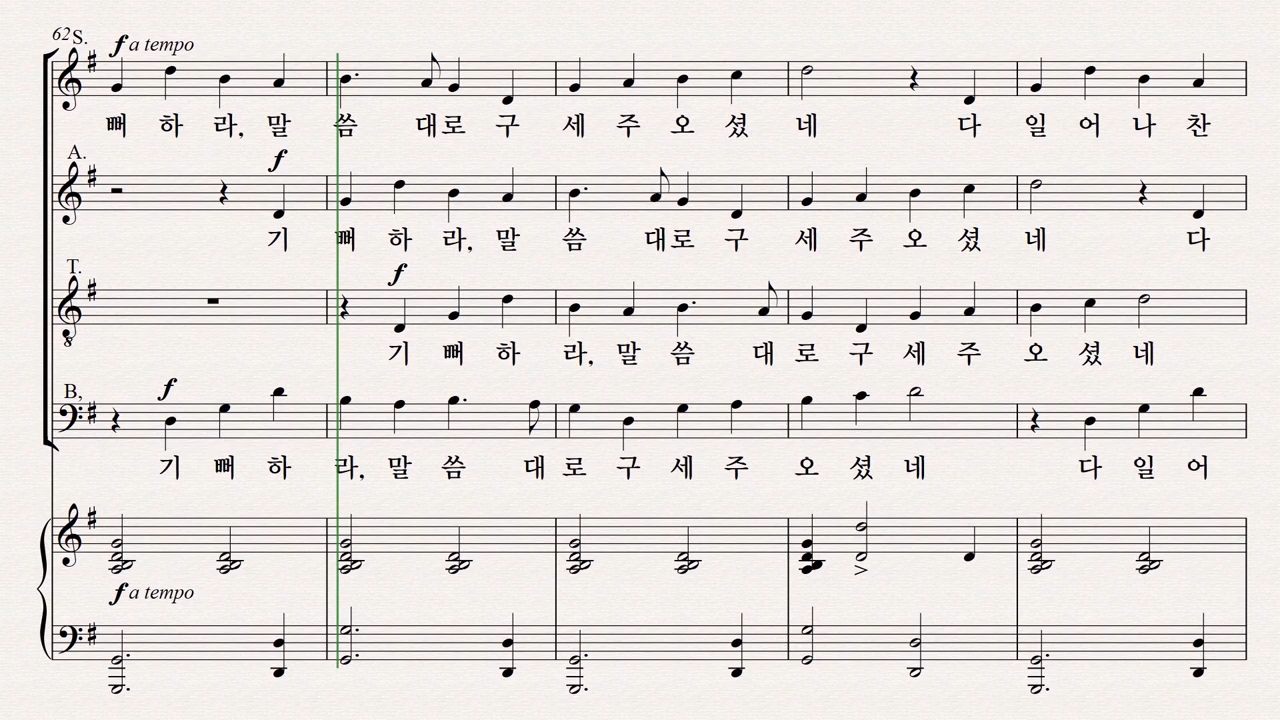 62 S. f a tempo
뻐 하 라, 말 씀 대로 구 세 주 오 셨 네 다 일 어 나 찬
A. f
기 뻐 하 라, 말 씀 대로 구 세 주 오 셨 네 다
T. f
기 뻐 하 라, 말 씀 대 로 구 세 주 오 셨 네
B, f
기 뻐 하 라, 말 씀 대 로 구 세 주 오 셨 네 다 일 어
f a tempo